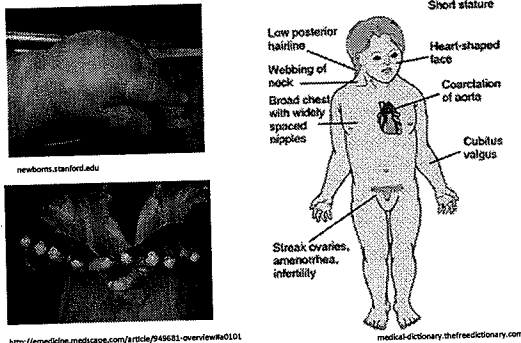 Short stature
Low posterior
hairline
Webbing of
neck
Broad chest
with widely
spaced
nipples
Heart-shaped
face
Coarctation
of aorta
Cubitus
valgus
Streak ovaries,
amenorrhea,
infertility
newborns.stanford.edu
http://emedicine.medscape.com/article/949681-overview#a0101
medical-dictionary.thefreedictionary.com